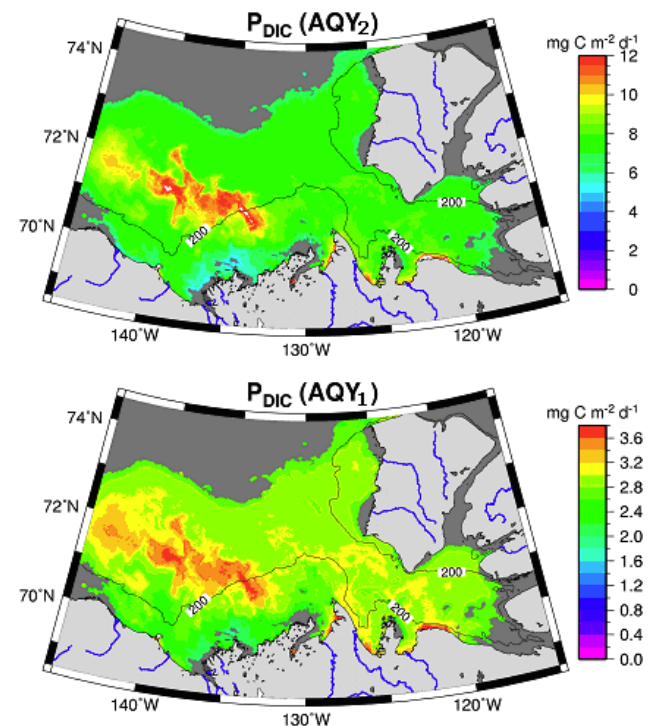 P_DIC (AQY_2)
74°N
mg C m⁻² d⁻¹
12
10
72°N
8
6
200
4
70°N
200
200
2
0
140°W
130°W
120°W
P_DIC (AQY_1)
74°N
mg C m⁻² d⁻¹
3.6
3.2
72°N
2.8
2.4
2.0
200
1.6
1.2
70°N
200
200
0.8
0.4
0.0
140°W
130°W
120°W